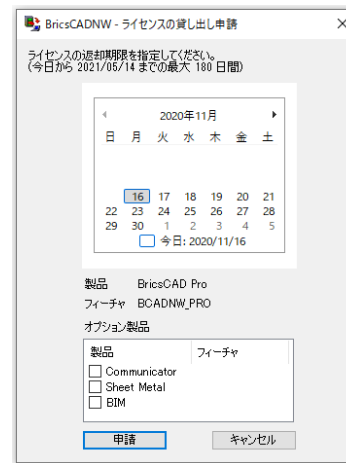 BricsCADNW - ライセンスの貸し出し申請
ライセンスの返却期限を指定してください。
(今日から 2021/05/14 までの最大 180 日間)
2020年11月
日 月 火 水 木 金 土
16 17 18 19 20 21
22 23 24 25 26 27 28
29 30 1 2 3 4 5
今日: 2020/11/16
製品 BricsCAD Pro
フィーチャ BCADNW_PRO
オプション製品
製品 フィーチャ
Communicator
Sheet Metal
BIM
申請 キャンセル